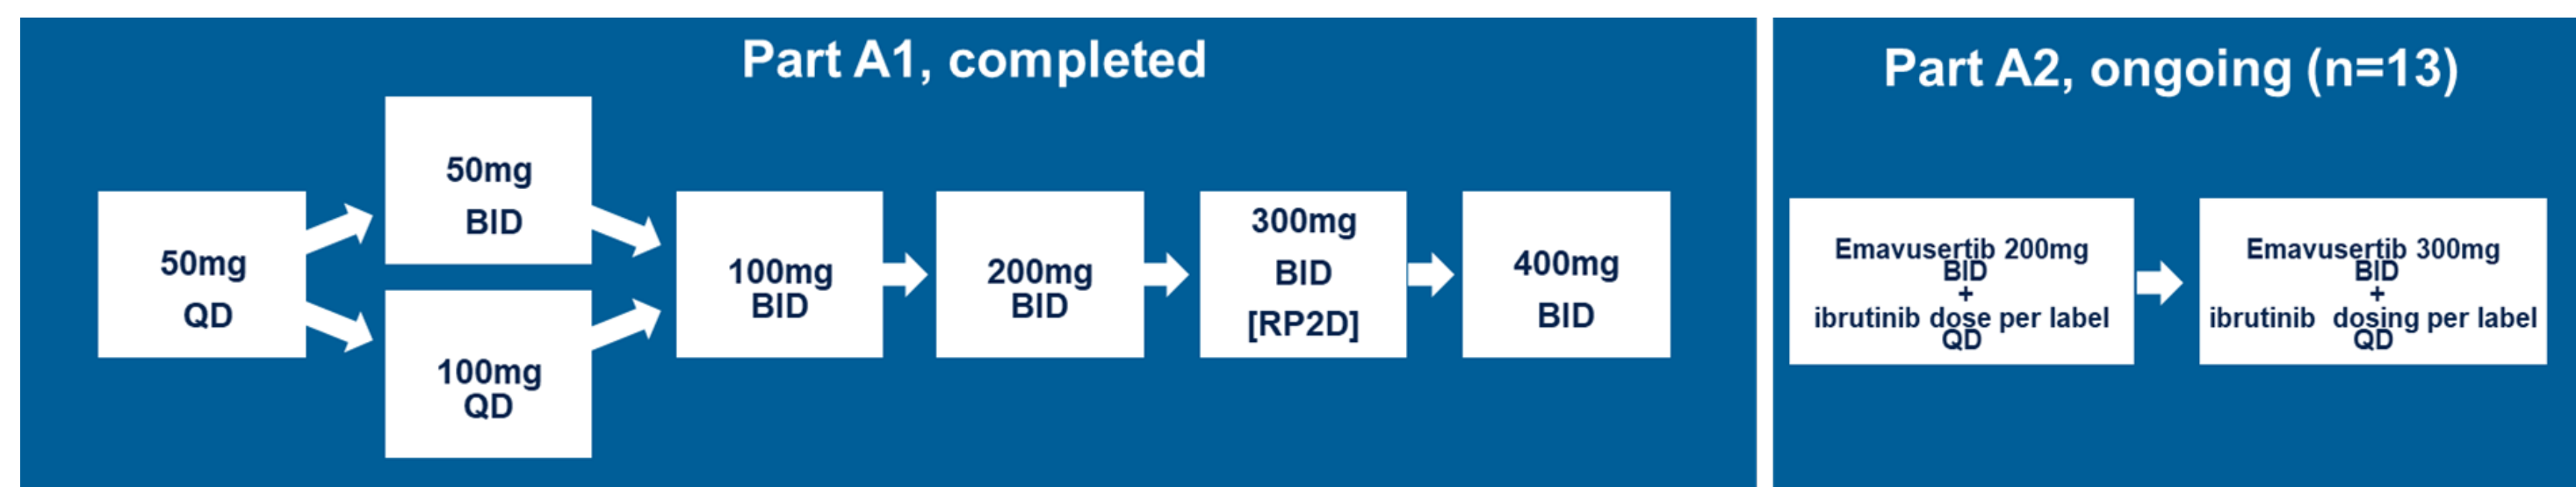 Part A1, completed
50mg
QD
50mg
BID
100mg
QD
100mg
BID
200mg
BID
300mg
BID
[RP2D]
400mg
BID
Part A2, ongoing (n=13)
Emavusertib 200mg
BID
+
ibrutinib dose per label
QD
Emavusertib 300mg
BID
+
ibrutinib dosing per label
QD